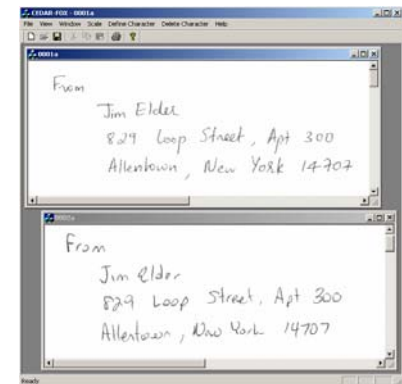 CEDAR-FOX - 0001a
File View Window Scale Define Character Delete Character Help
0001a
From
Jim Elder
829 Loop Street, Apt 300
Allentown, New York 14707
0002a
From
Jim Elder
829 Loop Street, Apt 300
Allentown, New York 14707
Ready